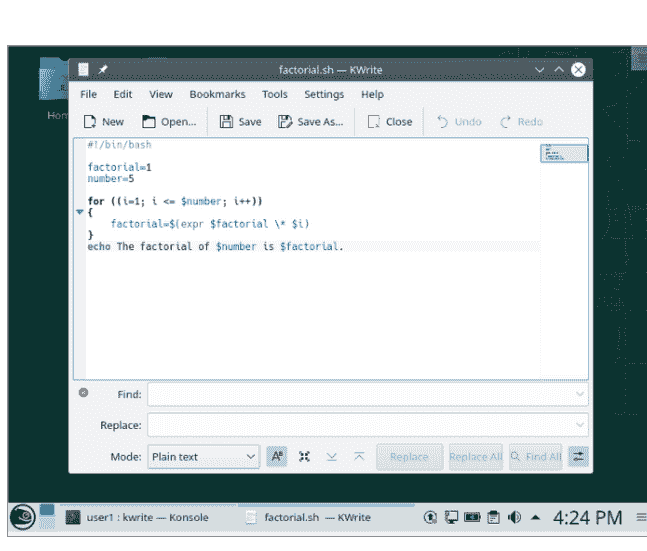 factorial.sh — KWrite
File Edit View Bookmarks Tools Settings Help
New Open... Save Save As... Close Undo Redo
#!/bin/bash
factorial=1
number=5
for ((i=1; i <= $number; i++))
{
factorial=$(expr $factorial \* $i)
}
echo The factorial of $number is $factorial.
Find:
Replace:
Mode: Plain text Replace Replace All Find All
user1 : kwrite — Konsole factorial.sh — KWrite 4:24 PM